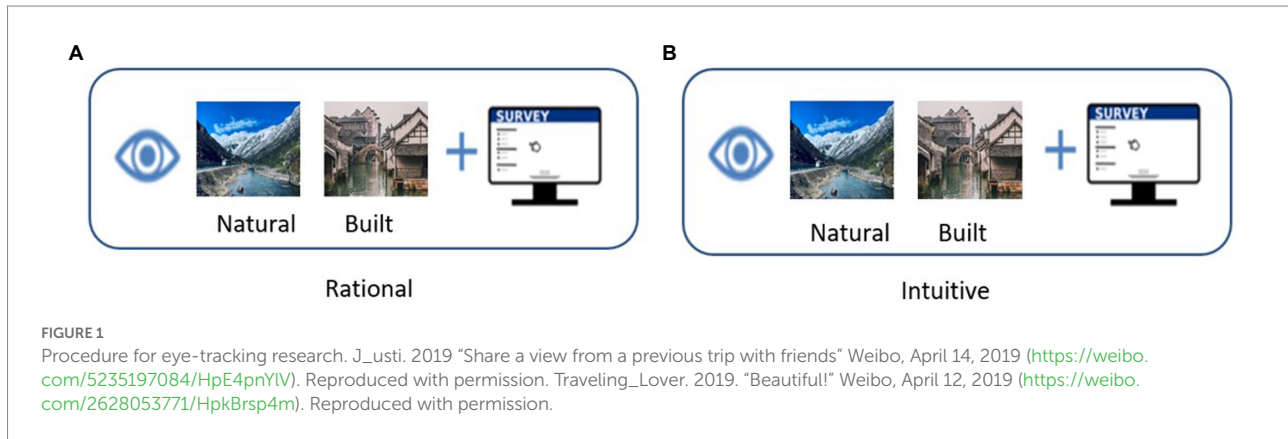 A
B
SURVEY
SURVEY
Natural Built
Natural Built
Rational
Intuitive
FIGURE 1
Procedure for eye-tracking research. J_usti. 2019 “Share a view from a previous trip with friends” Weibo, April 14, 2019 (https://weibo.
com/5235197084/HpE4pnYlV). Reproduced with permission. Traveling_Lover. 2019. “Beautiful!” Weibo, April 12, 2019 (https://weibo.
com/2628053771/HpkBrsp4m). Reproduced with permission.